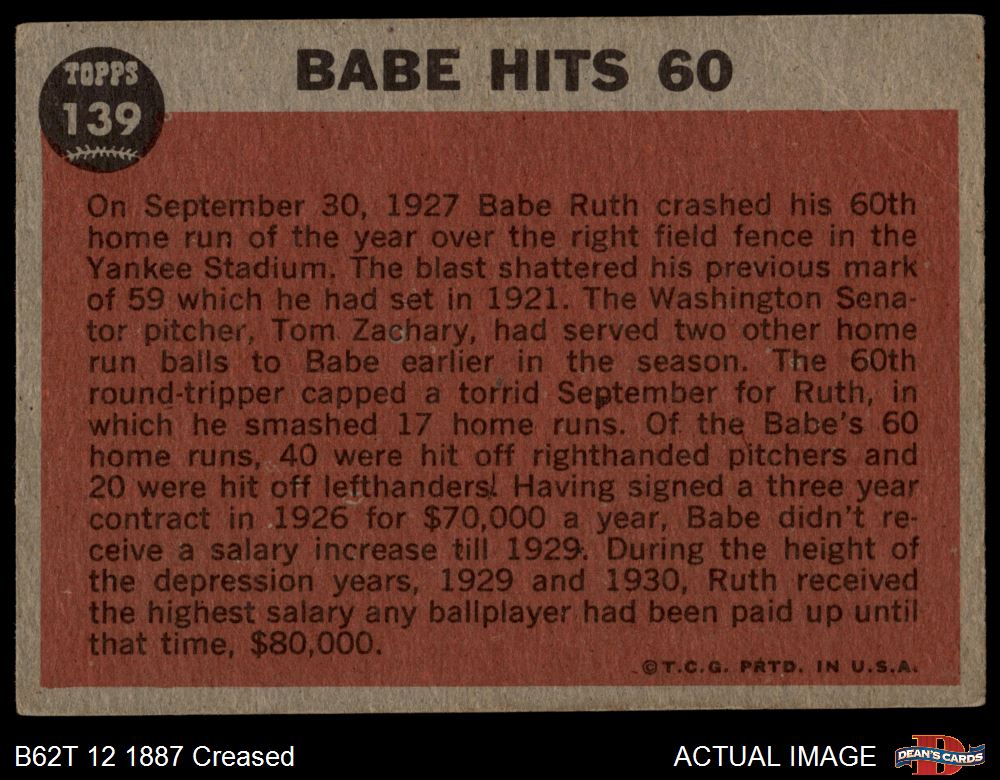 TOPPS
139
BABE HITS 60
On September 30, 1927 Babe Ruth crashed his 60th
home run of the year over the right field fence in the
Yankee Stadium. The blast shattered his previous mark
of 59 which he had set in 1921. The Washington Sena-
tor pitcher, Tom Zachary, had served two other home
run balls to Babe earlier in the season. The 60th
round-tripper capped a torrid September for Ruth, in
which he smashed 17 home runs. Of the Babe's 60
home runs, 40 were hit off righthanded pitchers and
20 were hit off lefthanders. Having signed a three year
contract in 1926 for $70,000 a year, Babe didn't re-
ceive a salary increase till 1929. During the height of
the depression years, 1929 and 1930, Ruth received
the highest salary any ballplayer had been paid up until
that time, $80,000.
©T.C.G. PRTD. IN U.S.A.
B62T 12 1887 Creased
ACTUAL IMAGE
D
DEAN'S CARDS